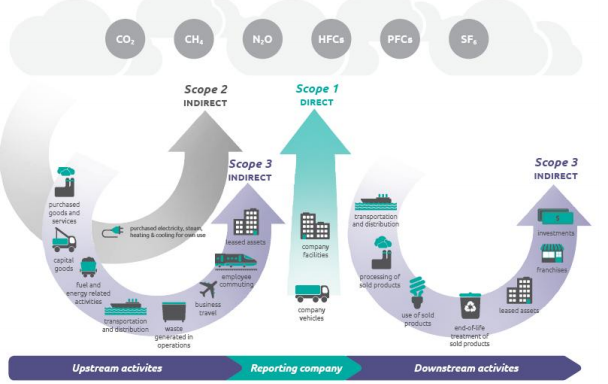 CO₂
CH₄
N₂O
HFCs
PFCs
SF₆
Scope 2
INDIRECT
Scope 1
DIRECT
Scope 3
INDIRECT
Scope 3
INDIRECT
purchased
goods and
services
capital
goods
fuel and
energy related
activities
transportation
and distribution
waste
generated in
operations
business
travel
employee
commuting
leased assets
purchased electricity, steam,
heating & cooling for own use
company
facilities
company
vehicles
transportation
and distribution
processing of
sold products
use of sold
products
end-of-life
treatment of
sold products
leased assets
franchises
$
investments
Upstream activites
Reporting company
Downstream activites